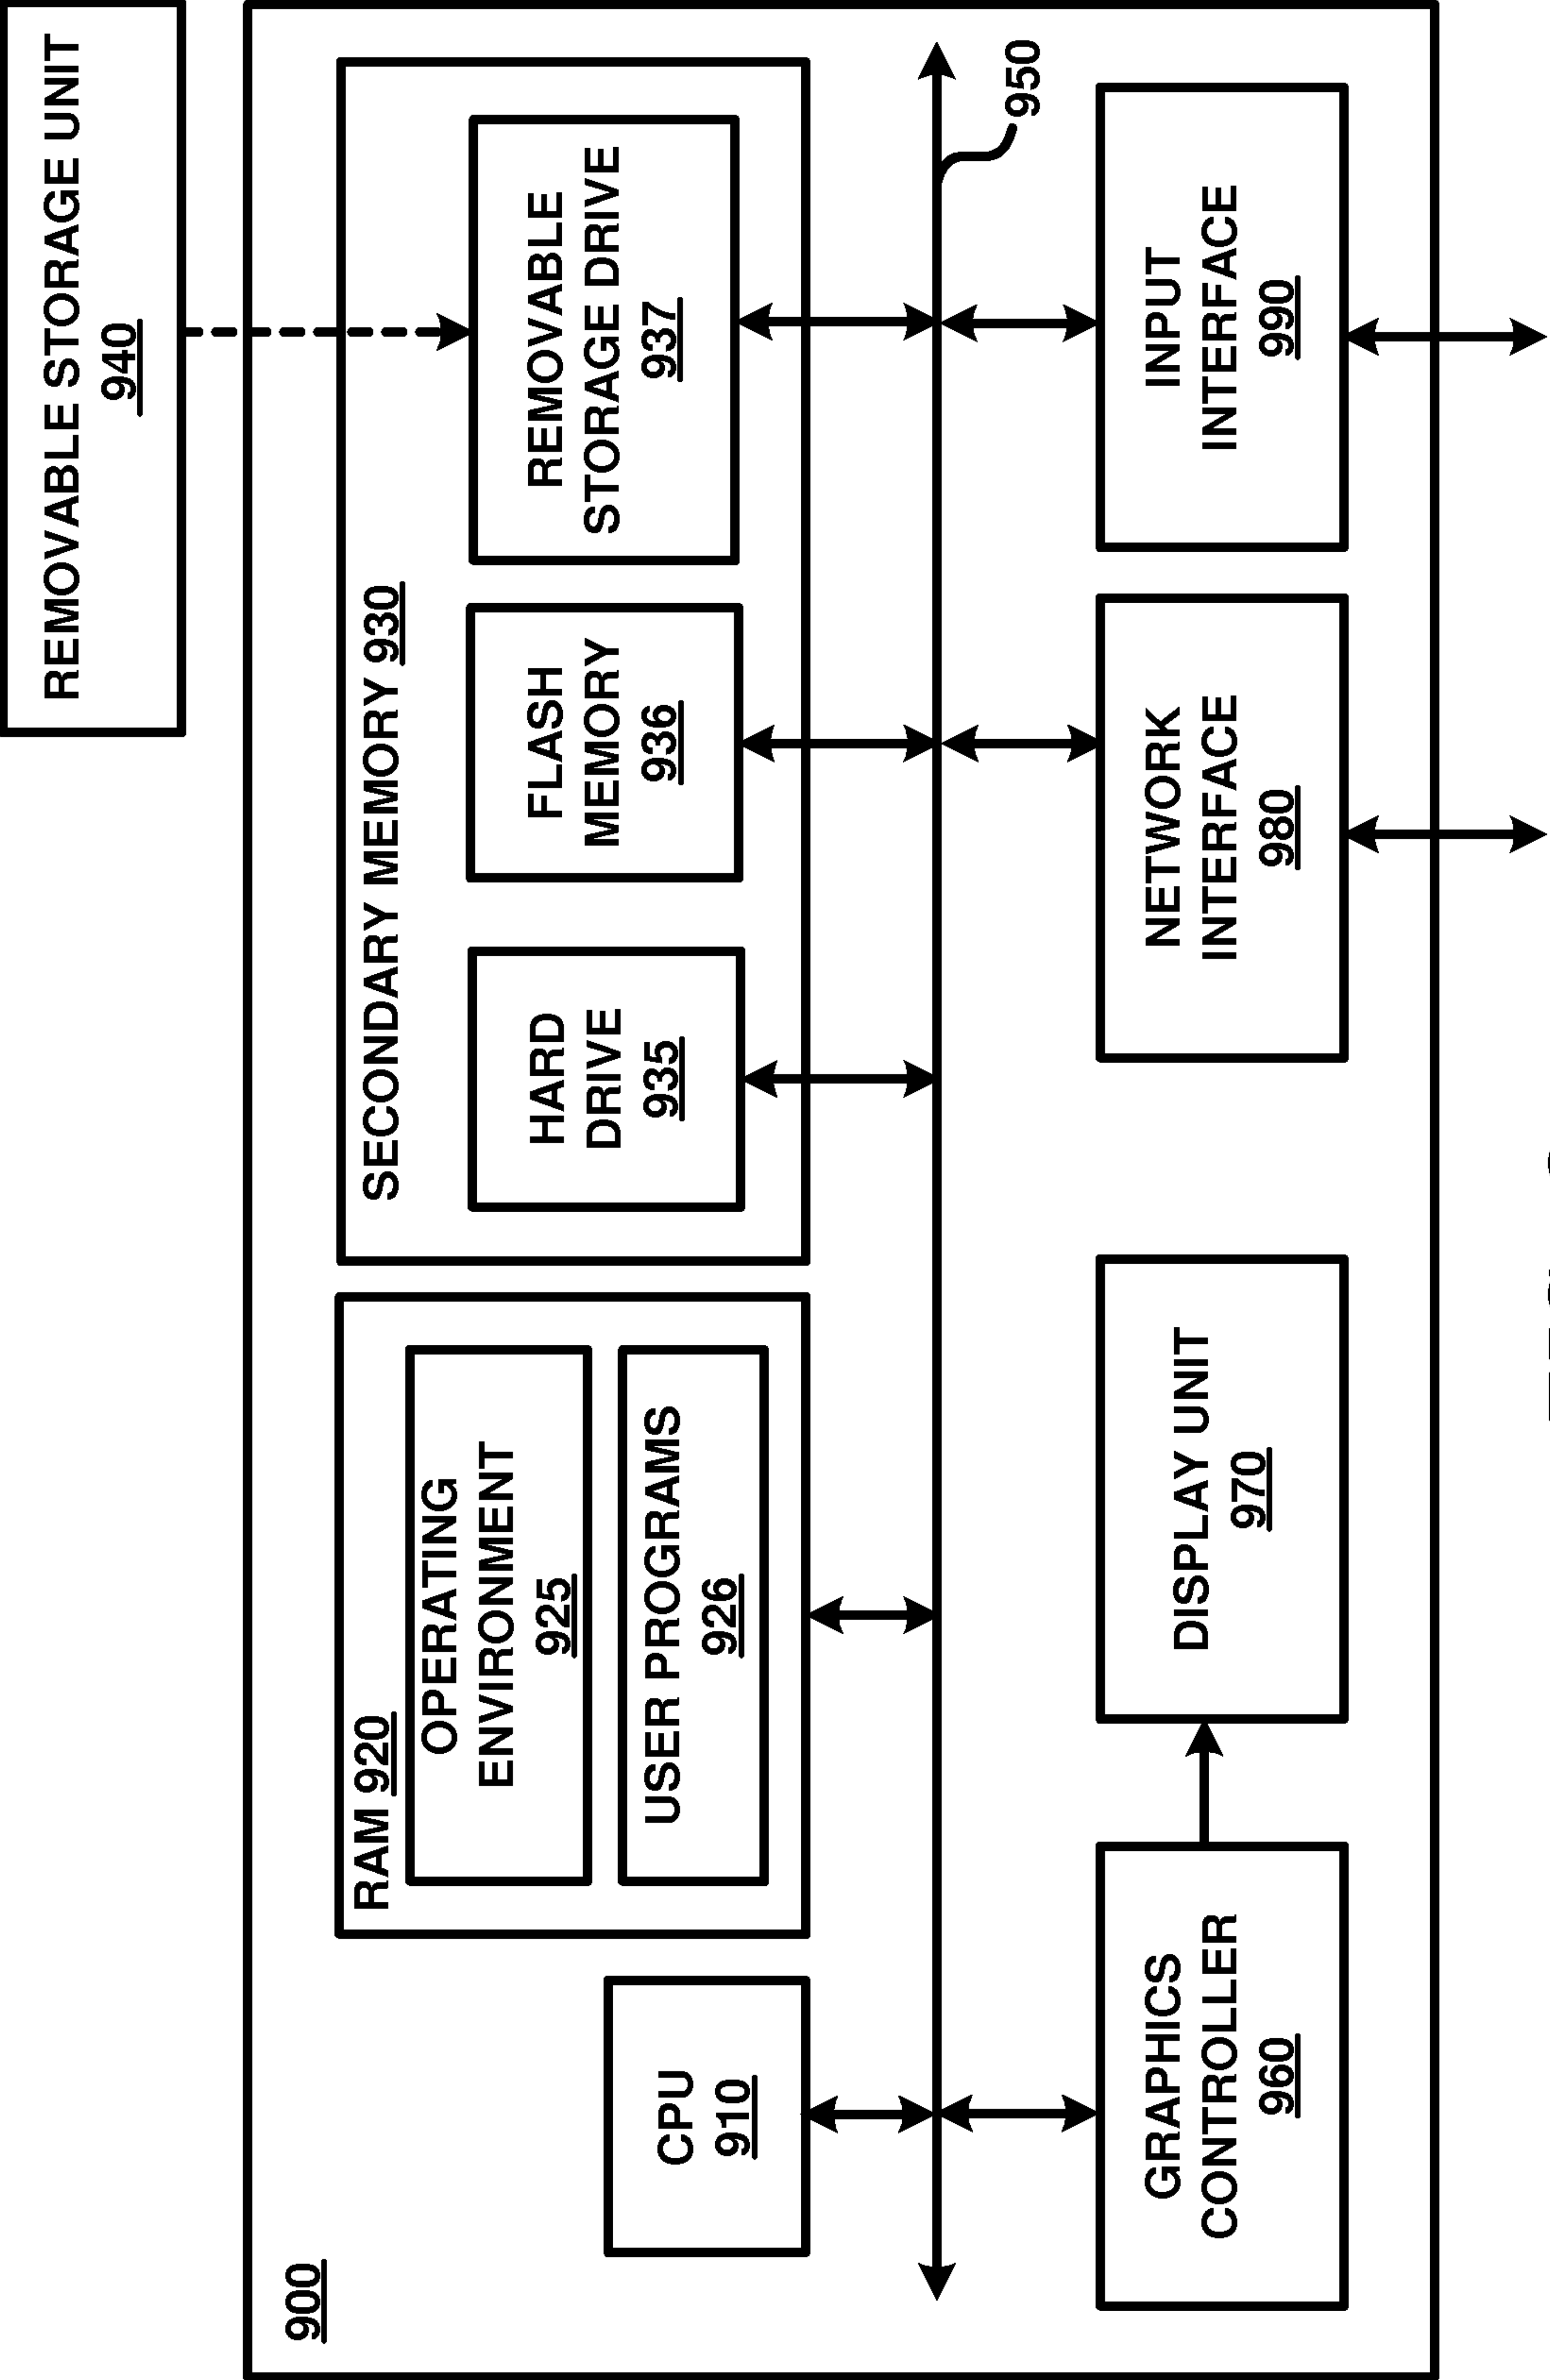 REMOVABLE STORAGE UNIT
940
900
SECONDARY MEMORY 930
RAM 920
OPERATING
ENVIRONMENT
925
USER PROGRAMS
926
CPU
910
HARD
DRIVE
935
FLASH
MEMORY
936
REMOVABLE
STORAGE DRIVE
937
950
GRAPHICS
CONTROLLER
960
DISPLAY UNIT
970
NETWORK
INTERFACE
980
INPUT
INTERFACE
990